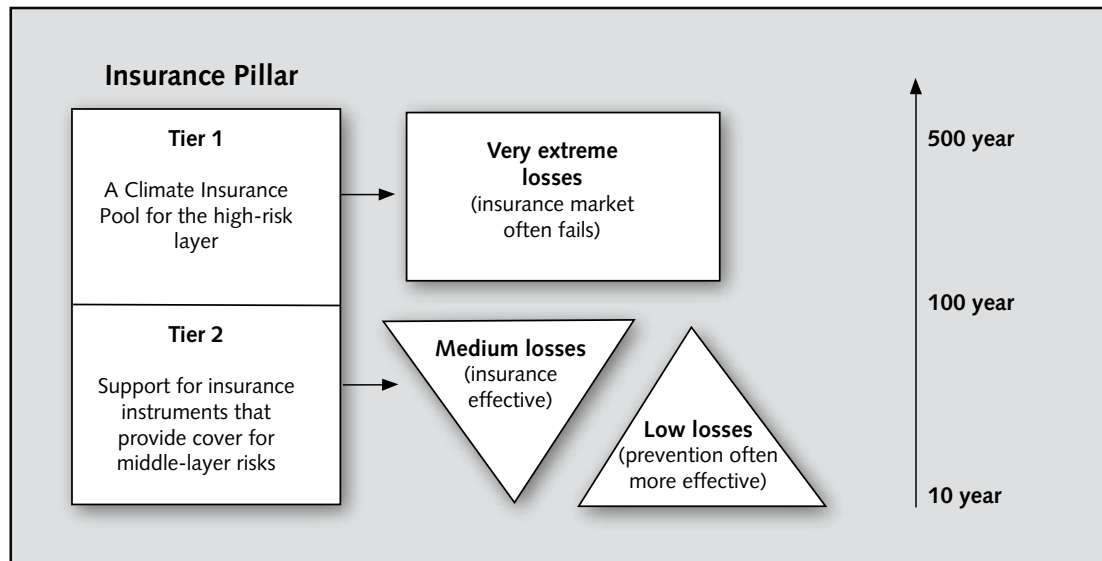 Insurance Pillar
Tier 1
A Climate Insurance
Pool for the high-risk
layer
Very extreme
losses
(insurance market
often fails)
500 year
100 year
Tier 2
Support for insurance
instruments that
provide cover for
middle-layer risks
Medium losses
(insurance
effective)
Low losses
(prevention often
more effective)
10 year